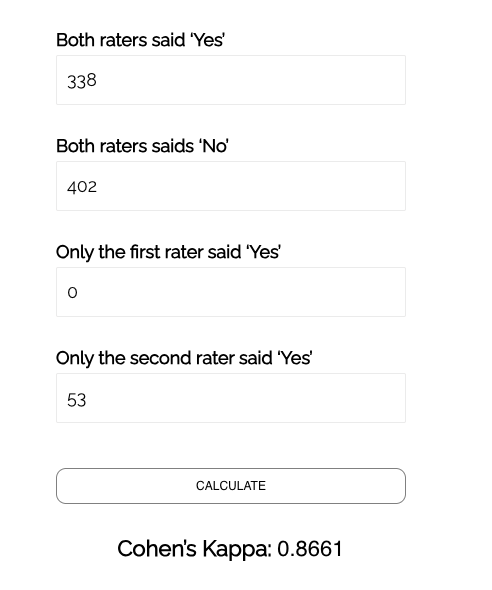 Both raters said ‘Yes’
338
Both raters saids ‘No’
402
Only the first rater said ‘Yes’
0
Only the second rater said ‘Yes’
53
CALCULATE
Cohen’s Kappa: 0.8661